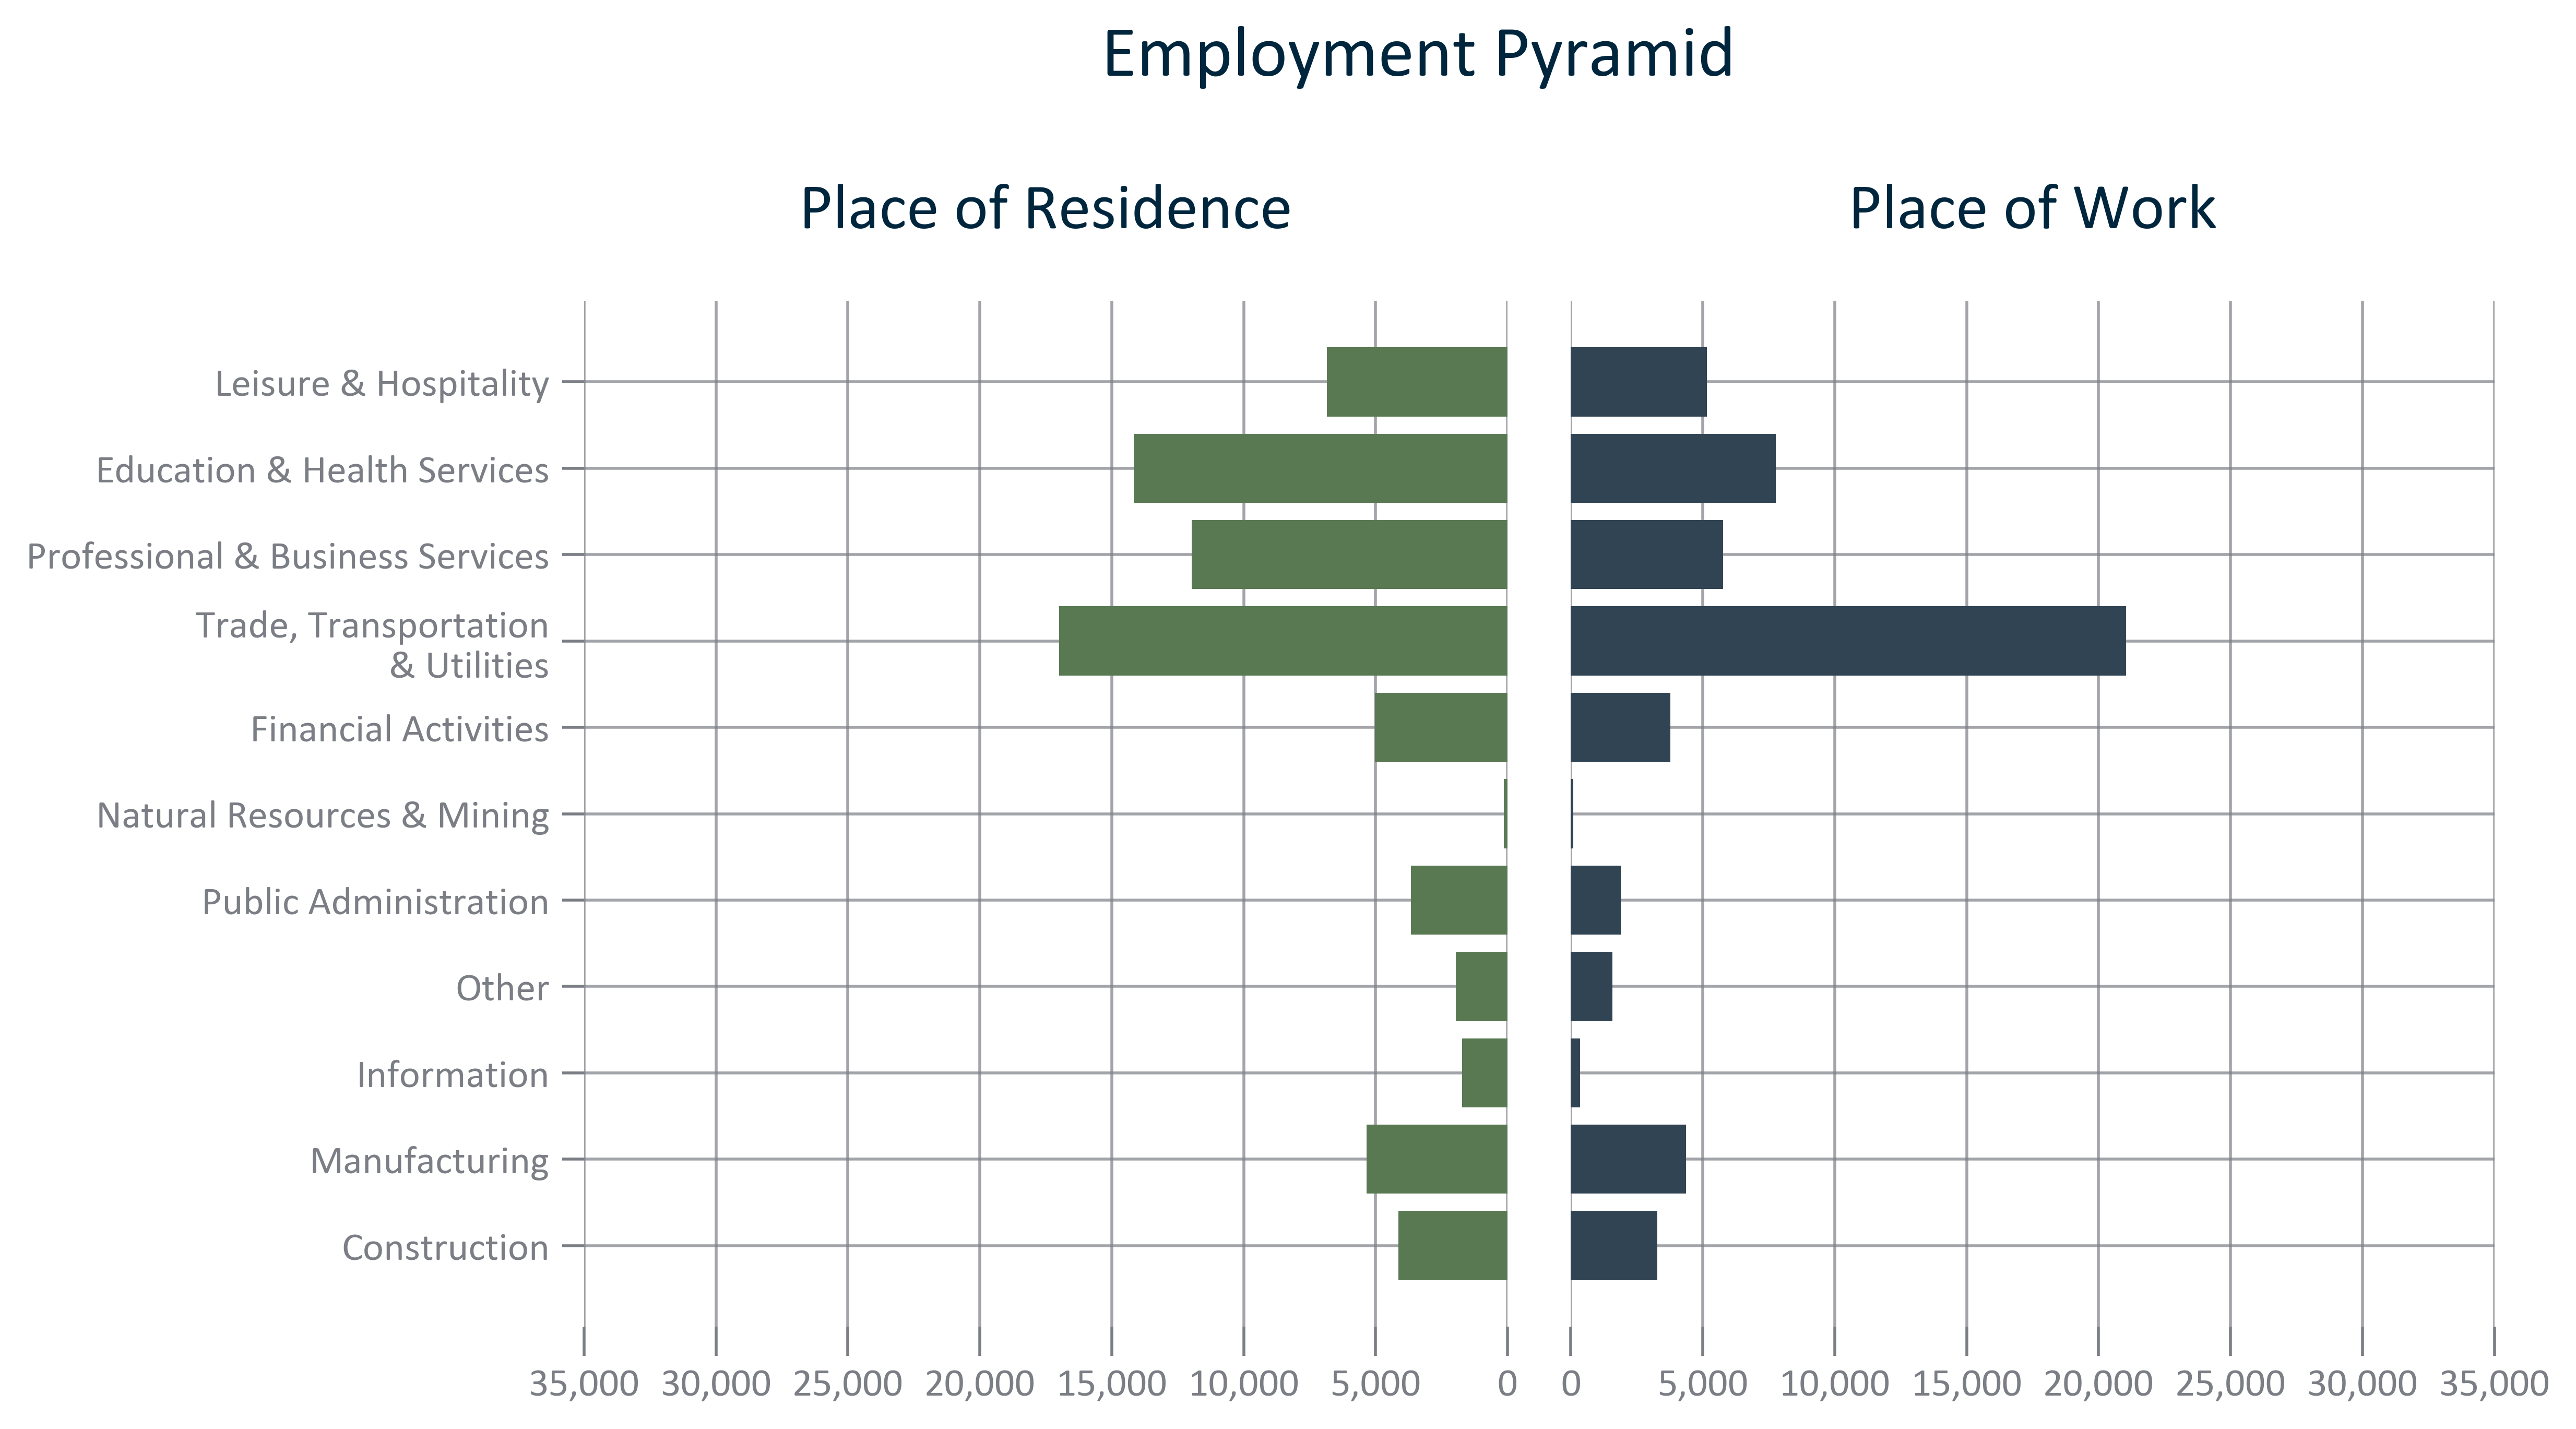 Employment Pyramid
Place of Residence
Place of Work
Leisure & Hospitality
Education & Health Services
Professional & Business Services
Trade, Transportation
& Utilities
Financial Activities
Natural Resources & Mining
Public Administration
Other
Information
Manufacturing
Construction
35,000 30,000 25,000 20,000 15,000 10,000 5,000 0 0 5,000 10,000 15,000 20,000 25,000 30,000 35,000